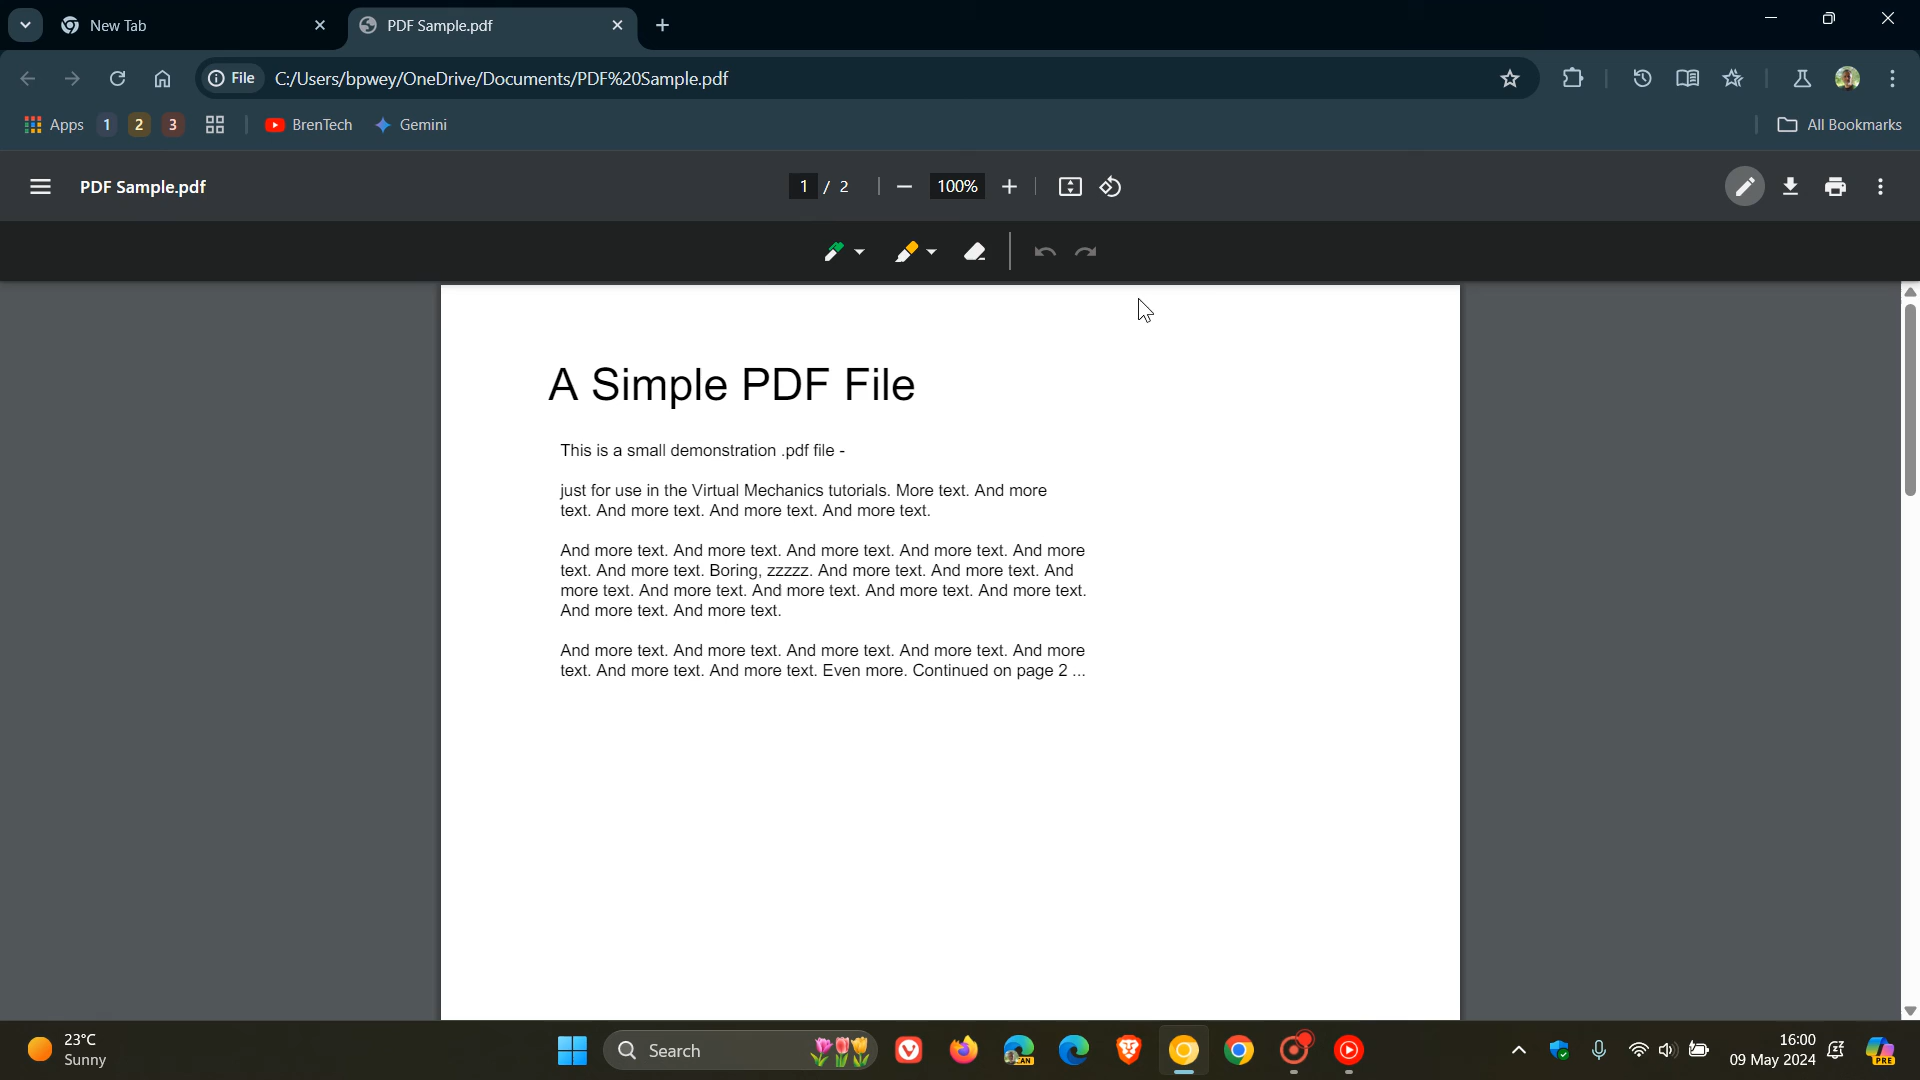 New Tab
PDF Sample.pdf
File C:/Users/bpwey/OneDrive/Documents/PDF%20Sample.pdf
Apps 1 2 3 BrenTech Gemini All Bookmarks
PDF Sample.pdf 1 / 2 100%
A Simple PDF File
This is a small demonstration .pdf file -
just for use in the Virtual Mechanics tutorials. More text. And more
text. And more text. And more text. And more text.
And more text. And more text. And more text. And more text. And more
text. And more text. Boring, zzzzz. And more text. And more text. And
more text. And more text. And more text. And more text. And more text.
And more text. And more text.
And more text. And more text. And more text. And more text. And more
text. And more text. And more text. Even more. Continued on page 2 ...
23°C
Sunny
Search
CAN
16:00
09 May 2024
PRE